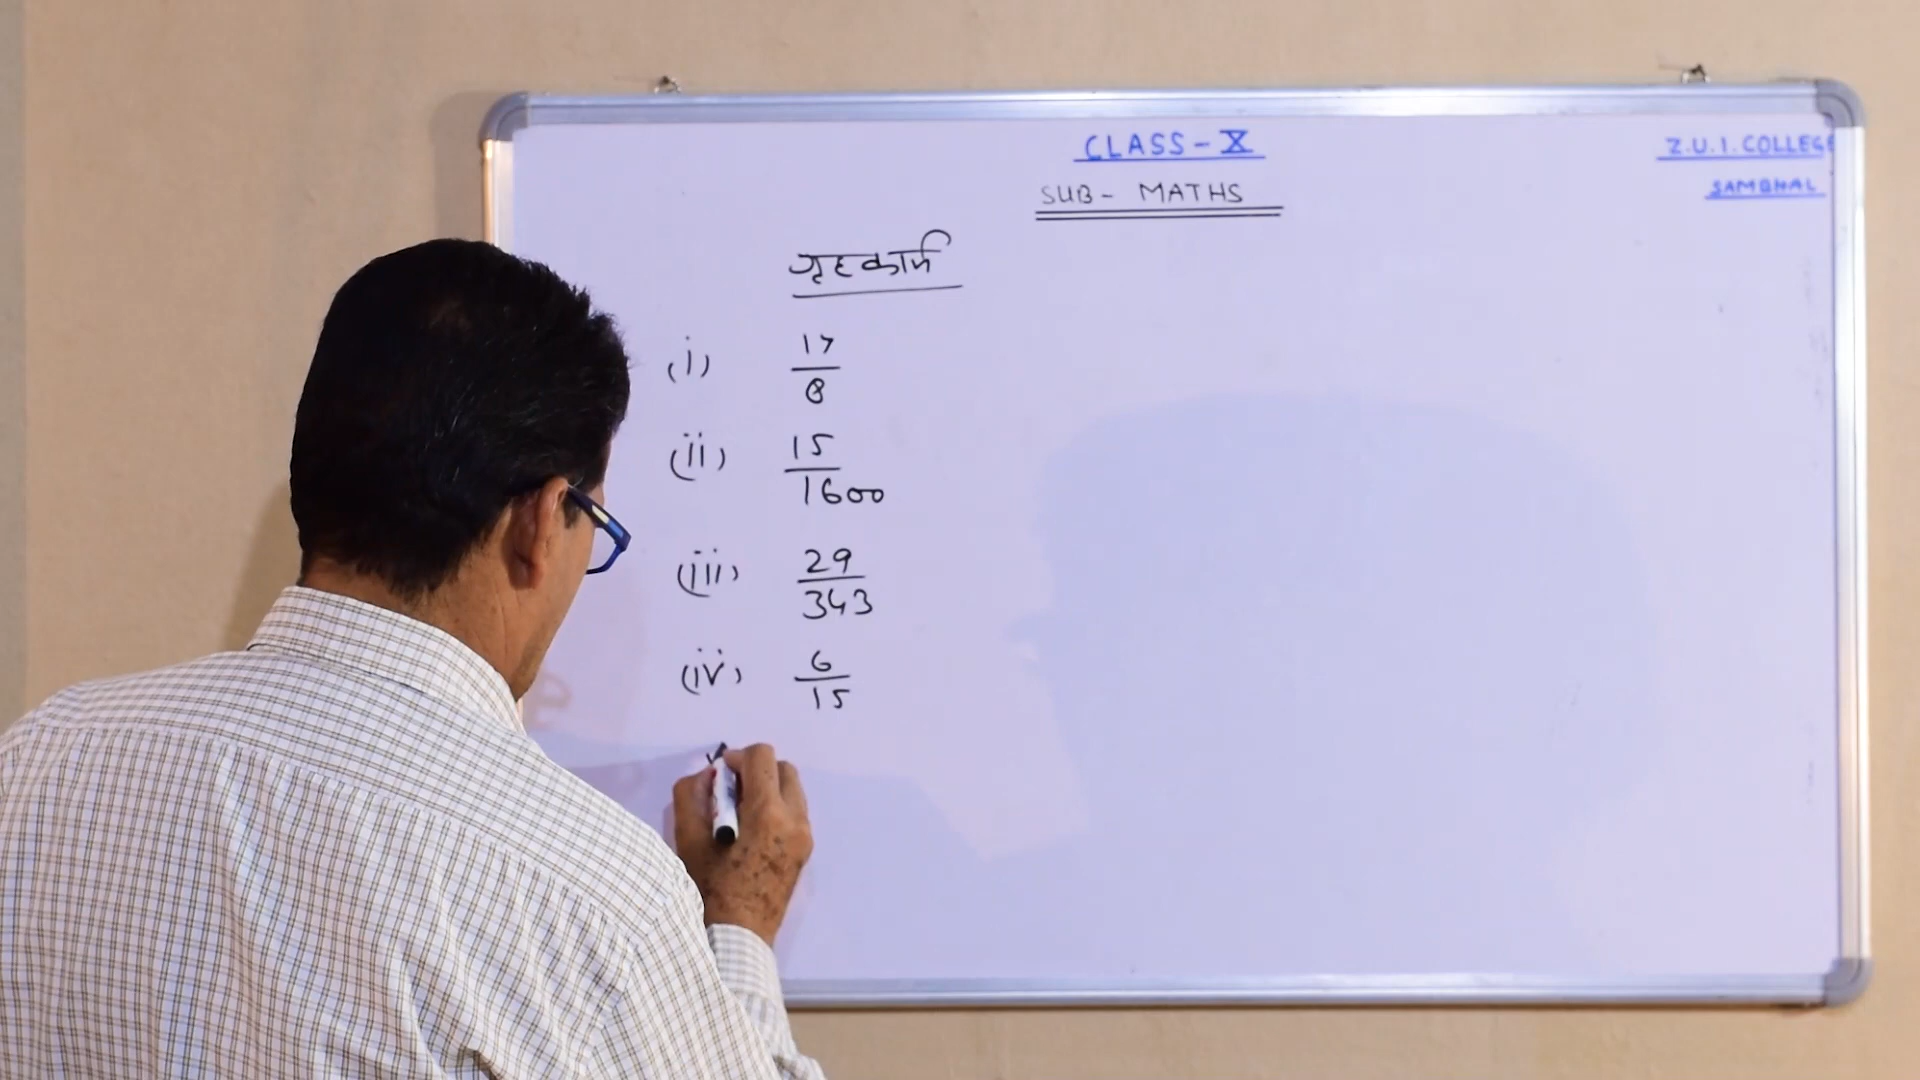 CLASS - X
Z.U.I. COLLEGE
SUB - MATHS
SAMBHAL
गृहकार्य
(i) 17/8
(ii) 15/1600
(iii) 29/343
(iv) 6/15